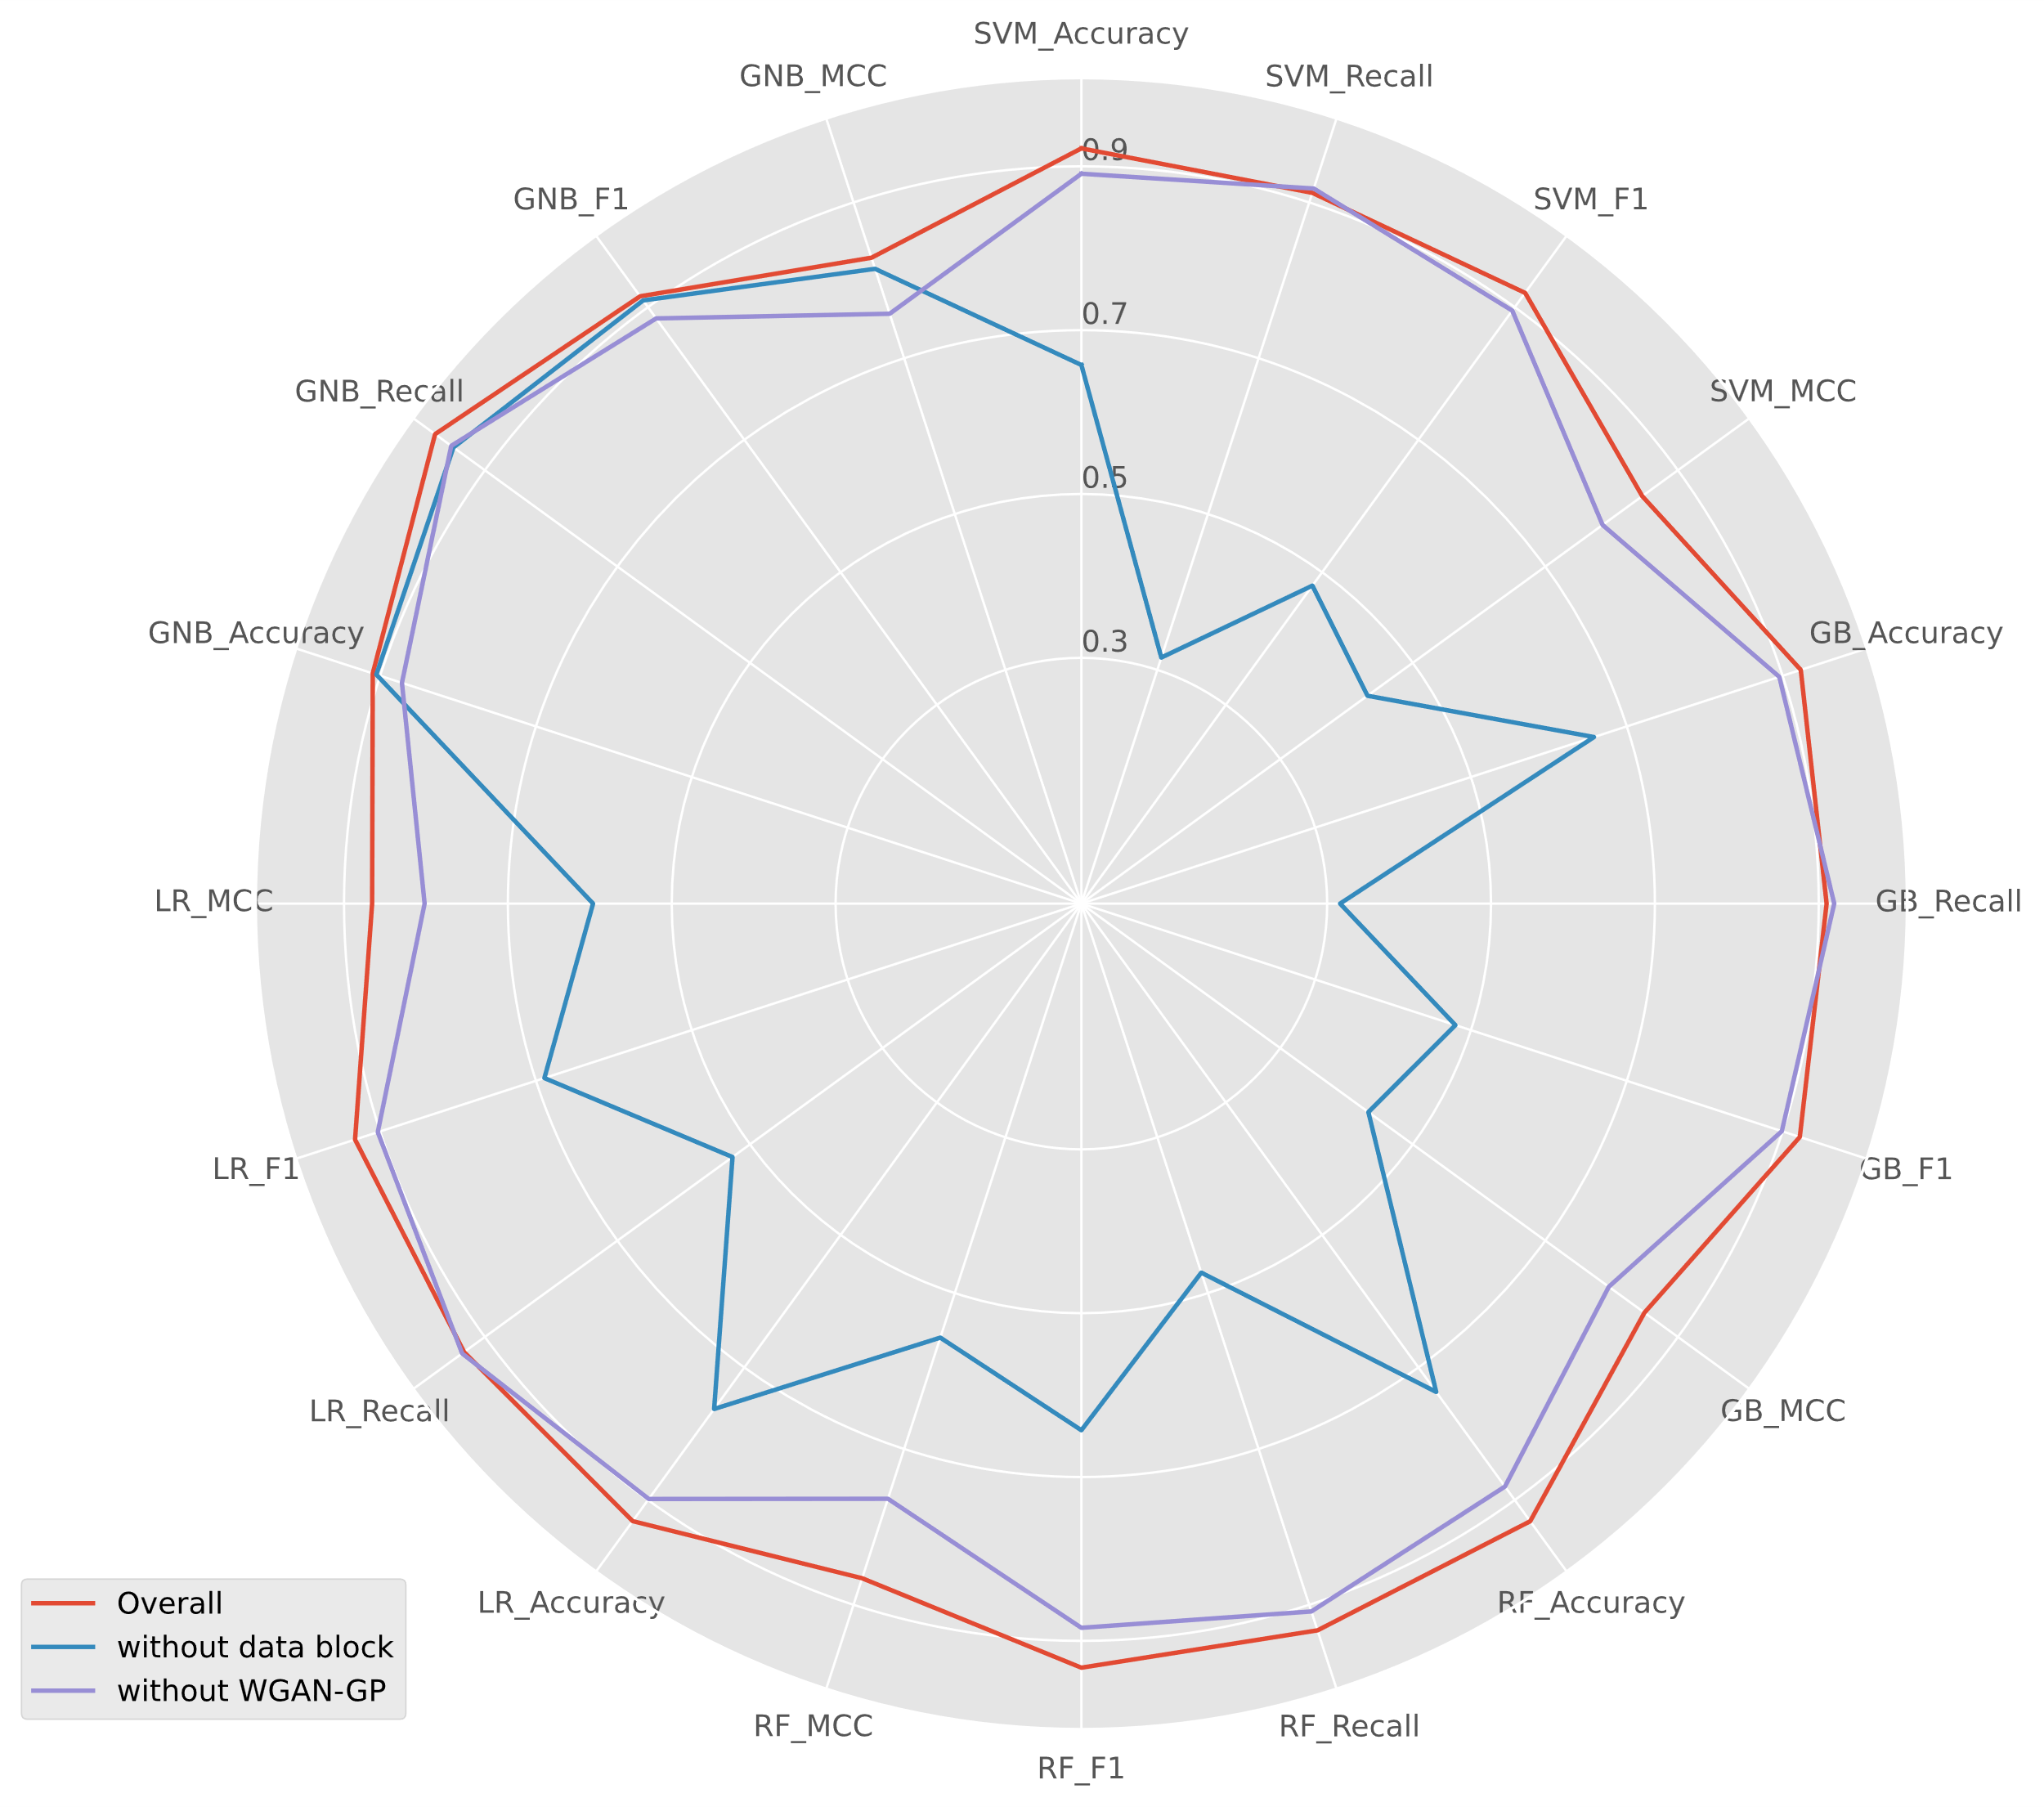 SVM_Accuracy
GNB_MCC
SVM_Recall
0.9
GNB_F1
SVM_F1
0.7
GNB_Recall
SVM_MCC
0.5
GNB_Accuracy
0.3
GB_Accuracy
LR_MCC
GB_Recall
LR_F1
GB_F1
LR_Recall
GB_MCC
LR_Accuracy
RF_Accuracy
RF_MCC
RF_Recall
RF_F1
Overall
without data block
without WGAN-GP